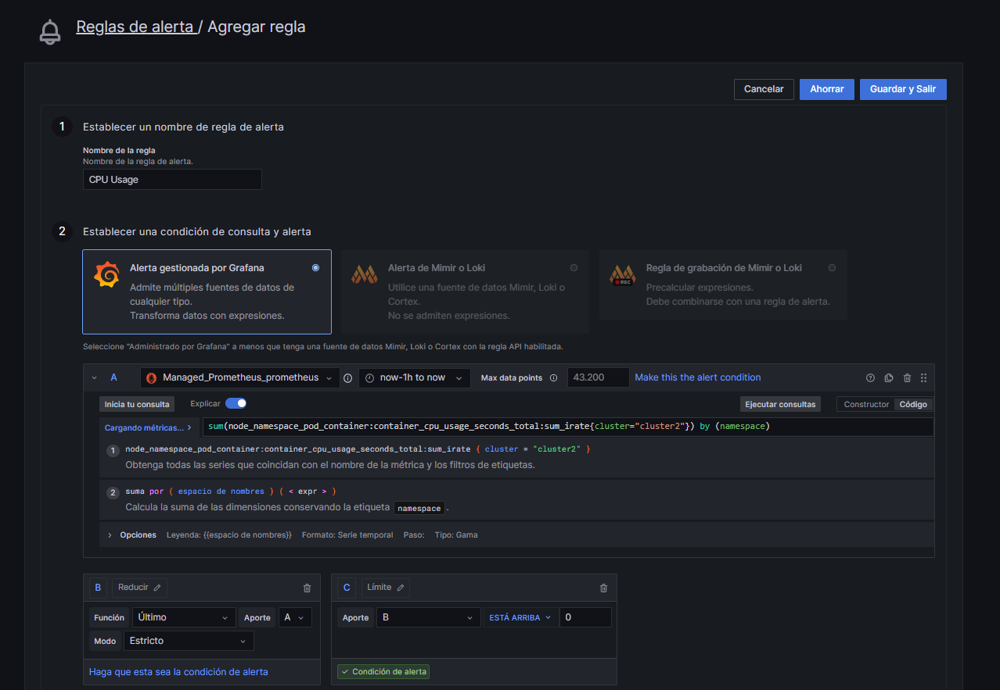 Reglas de alerta / Agregar regla
Cancelar Ahorrar Guardar y Salir
1 Establecer un nombre de regla de alerta
Nombre de la regla
Nombre de la regla de alerta.
CPU Usage
2 Establecer una condición de consulta y alerta
Alerta gestionada por Grafana
Admite múltiples fuentes de datos de
cualquier tipo.
Transforma datos con expresiones.
Alerta de Mimir o Loki
Utilice una fuente de datos Mimir, Loki o
Cortex.
No se admiten expresiones.
REC
Regla de grabación de Mimir o Loki
Precalcular expresiones.
Debe combinarse con una regla de alerta.
Seleccione "Administrado por Grafana" a menos que tenga una fuente de datos Mimir, Loki o Cortex con la regla API habilitada.
A Managed_Prometheus_prometheus now-1h to now Max data points 43.200 Make this the alert condition
Inicia tu consulta Explicar Ejecutar consultas Constructor Código
Cargando métricas... > sum(node_namespace_pod_container:container_cpu_usage_seconds_total:sum_irate{cluster="cluster2"}) by (namespace)
1 node_namespace_pod_container:container_cpu_usage_seconds_total:sum_irate { cluster = "cluster2" }
Obtenga todas las series que coincidan con el nombre de la métrica y los filtros de etiquetas.
2 suma por ( espacio de nombres ) ( < expr > )
Calcula la suma de las dimensiones conservando la etiqueta namespace .
> Opciones Leyenda: {{espacio de nombres}} Formato: Serie temporal Paso: Tipo: Gama
B Reducir
Función Último Aporte A
Modo Estricto
Haga que esta sea la condición de alerta
C Límite
Aporte B ESTÁ ARRIBA 0
Condición de alerta